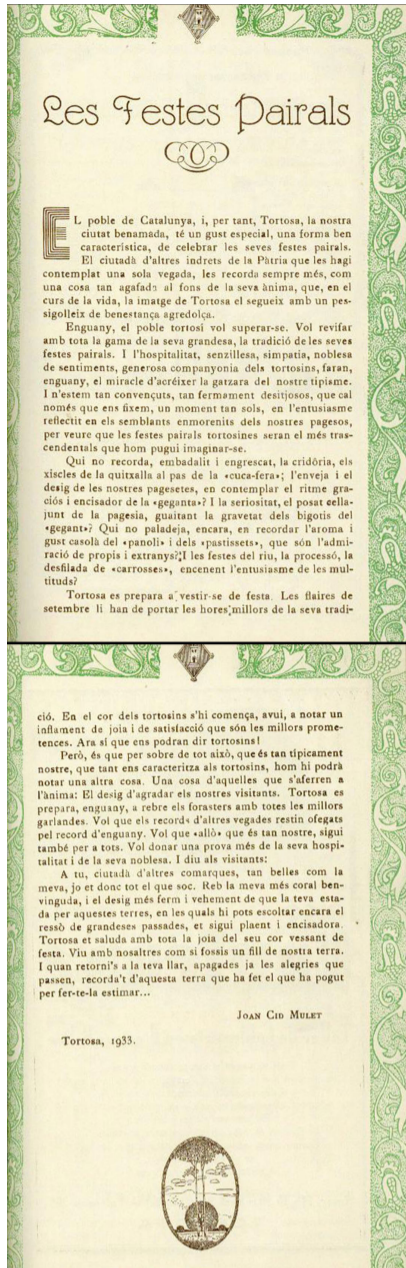 Les Festes Pairals
EL poble de Catalunya, i, per tant, Tortosa, la nostra
ciutat benamada, té un gust especial, una forma ben
característica, de celebrar les seves festes pairals.
El ciutadà d'altres indrets de la Pàtria que les hagi
contemplat una sola vegada, les recorda sempre més, com
una cosa tan agafada al fons de la seva ànima, que, en el
curs de la vida, la imatge de Tortosa el segueix amb un pes-
sigolleix de benestança agredolça.
Enguany, el poble tortosí vol superar-se. Vol revifar
amb tota la gama de la seva grandesa, la tradició de les seves
festes pairals. I l'hospitalitat, senzillesa, simpatia, noblesa
de sentiments, generosa companyonia dels tortosins, faran,
enguany, el miracle d'acréixer la gatzara del nostre tipisme.
I n'estem tan convençuts, tan fermament desitjosos, que cal
només que ens fixem, un moment tan sols, en l'entusiasme
reflectit en els semblants enmorenits dels nostres pagesos,
per veure que les festes pairals tortosines seran el més tras-
cendentals que hom pugui imaginar-se.
Qui no recorda, embadalit i engrescat, la cridòria, els
xiscles de la quitxalla al pas de la «cuca-fera»; l'enveja i el
desig de les nostres pagesetes, en contemplar el ritme gra-
ciós i encisador de la «geganta»? I la seriositat, el posat cella-
junt de la pagesia, guaitant la gravetat dels bigotis del
«gegant»? Qui no paladeja, encara, en recordar l'aroma i
gust casolà del «panoli» i dels «pastissets», que són l'admi-
ració de propis i extranys? I les festes del riu, la processó, la
desfilada de «carrosses», encenent l'entusiasme de les mul-
tituds?
Tortosa es prepara a vestir-se de festa. Les flaires de
setembre li han de portar les hores millors de la seva tradi-
ció. En el cor dels tortosins s'hi comença, avui, a notar un
inflament de joia i de satisfacció que són les millors prome-
tences. Ara sí que ens podran dir tortosins!
Però, és que per sobre de tot això, que és tan típicament
nostre, que tant ens caracteritza als tortosins, hom hi podrà
notar una altra cosa. Una cosa d'aquelles que s'aferren a
l'ànima: El desig d'agradar els nostres visitants. Tortosa es
prepara, enguany, a rebre els forasters amb totes les millors
garlandes. Vol que els records d'altres vegades restin ofegats
pel record d'enguany. Vol que «allò» que és tan nostre, sigui
també per a tots. Vol donar una prova més de la seva hospi-
talitat i de la seva noblesa. I diu als visitants:
A tu, ciutadà d'altres comarques, tan belles com la
meva, jo et donc tot el que soc. Reb la meva més coral ben-
vinguda, i el desig més ferm i vehement de que la teva esta-
da per aquestes terres, en les quals hi pots escoltar encara el
ressò de grandeses passades, et sigui plaent i encisadora.
Tortosa et saluda amb tota la joia del seu cor vessant de
festa. Viu amb nosaltres com si fossis un fill de nostra terra.
I quan retorni's a la teva llar, apagades ja les alegries que
passen, recorda't d'aquesta terra que ha fet el que ha pogut
per fer-te-la estimar...
JOAN CID MULET
Tortosa, 1933.